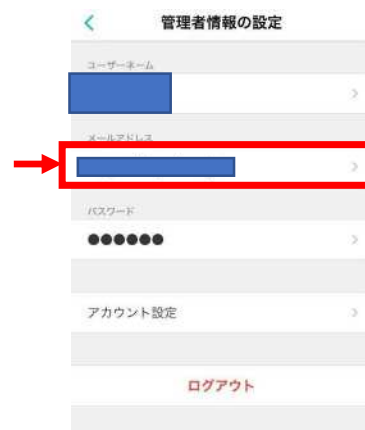 管理者情報の設定
ユーザーネーム
メールアドレス
パスワード
●●●●●●
アカウント設定
ログアウト